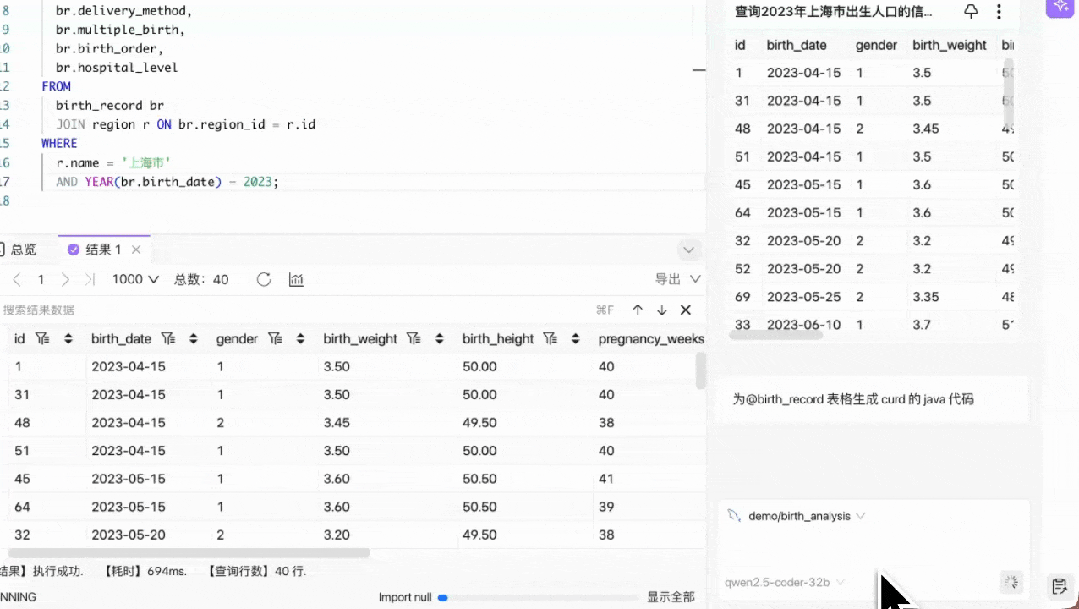 8 br.delivery_method,
9 br.multiple_birth,
0 br.birth_order,
11 br.hospital_level
12 FROM
13 birth_record br
14 JOIN region r ON br.region_id = r.id
15 WHERE
16 r.name = '上海市'
17 AND YEAR(br.birth_date) = 2023;
18
总览 结果 1
1 1000 总数: 40 导出
搜索结果数据 ⌘F
id birth_date gender birth_weight birth_height pregnancy_weeks
1 2023-04-15 1 3.50 50.00 40
31 2023-04-15 1 3.50 50.00 40
48 2023-04-15 2 3.45 49.50 38
51 2023-04-15 1 3.50 50.00 40
45 2023-05-15 1 3.60 50.50 41
64 2023-05-15 1 3.60 50.50 39
32 2023-05-20 2 3.20 49.50 38
结果】执行成功. 【耗时】694ms. 【查询行数】40 行.
NNING Import null 显示全部
查询2023年上海市出生人口的信...
id birth_date gender birth_weight bi
1 2023-04-15 1 3.5 50
31 2023-04-15 1 3.5 50
48 2023-04-15 2 3.45 49
51 2023-04-15 1 3.5 50
45 2023-05-15 1 3.6 50
64 2023-05-15 1 3.6 50
32 2023-05-20 2 3.2 49
52 2023-05-20 2 3.2 49
69 2023-05-25 2 3.35 48
33 2023-06-10 1 3.7 51
为@birth_record 表格生成 curd 的 java 代码
demo/birth_analysis
qwen2.5-coder-32b